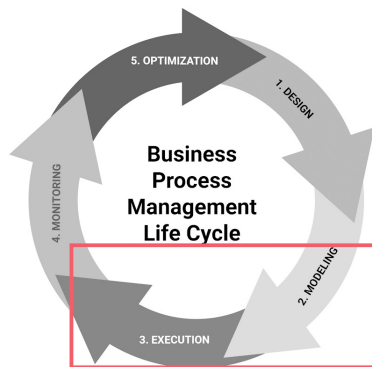 5. OPTIMIZATION
1. DESIGN
Business
Process
Management
Life Cycle
4. MONITORING
2. MODELING
3. EXECUTION